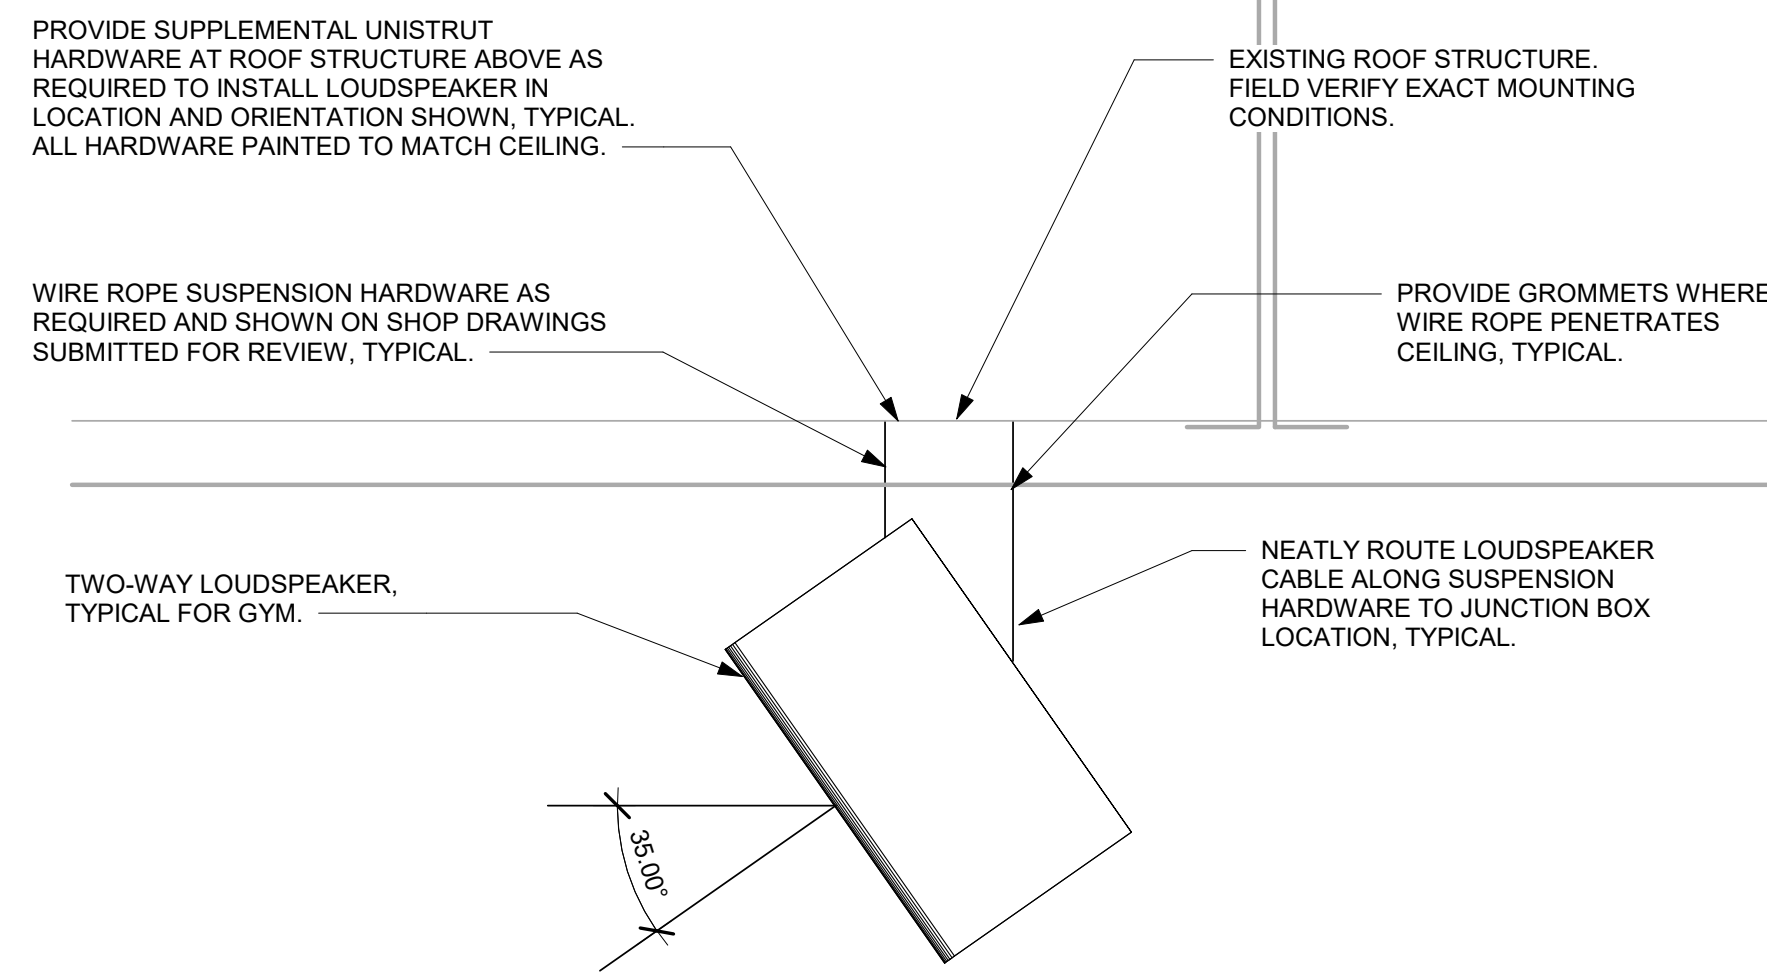 PROVIDE SUPPLEMENTAL UNISTRUT
HARDWARE AT ROOF STRUCTURE ABOVE AS
REQUIRED TO INSTALL LOUDSPEAKER IN
LOCATION AND ORIENTATION SHOWN, TYPICAL.
ALL HARDWARE PAINTED TO MATCH CEILING.
EXISTING ROOF STRUCTURE.
FIELD VERIFY EXACT MOUNTING
CONDITIONS.
WIRE ROPE SUSPENSION HARDWARE AS
REQUIRED AND SHOWN ON SHOP DRAWINGS
SUBMITTED FOR REVIEW, TYPICAL.
PROVIDE GROMMETS WHERE
WIRE ROPE PENETRATES
CEILING, TYPICAL.
TWO-WAY LOUDSPEAKER,
TYPICAL FOR GYM.
NEATLY ROUTE LOUDSPEAKER
CABLE ALONG SUSPENSION
HARDWARE TO JUNCTION BOX
LOCATION, TYPICAL.
35.00°